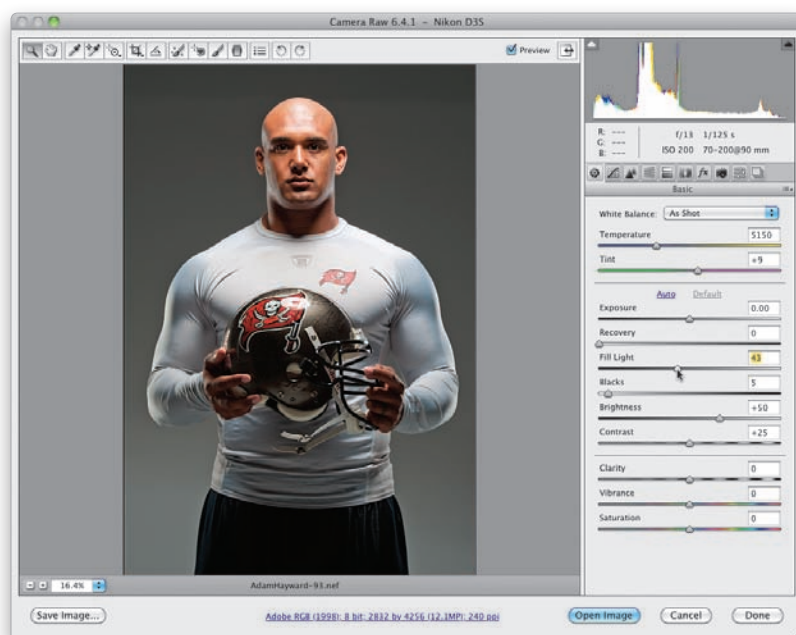 Camera Raw 6.4.1 – Nikon D3S
Preview
R: ---
G: ---
B: ---
f/13 1/125 s
ISO 200 70-200@90 mm
fx
Basic
White Balance: As Shot
Temperature 5150
Tint +9
Auto Default
Exposure 0.00
Recovery 0
Fill Light 43
Blacks 5
Brightness +50
Contrast +25
Clarity 0
Vibrance 0
Saturation 0
16.4%
AdamHayward-93.nef
Save Image...
Adobe RGB (1998); 8 bit; 2832 by 4256 (12.1MP); 240 ppi
Open Image
Cancel
Done